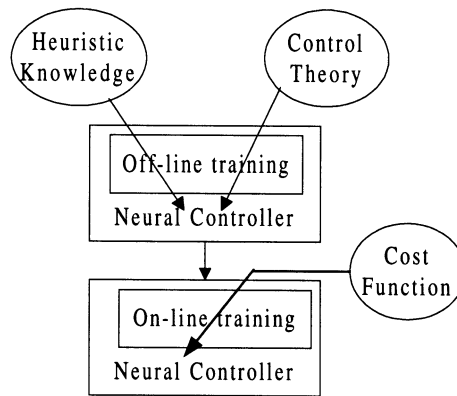 Heuristic
Knowledge
Control
Theory
Off-line training
Neural Controller
Cost
Function
On-line training
Neural Controller